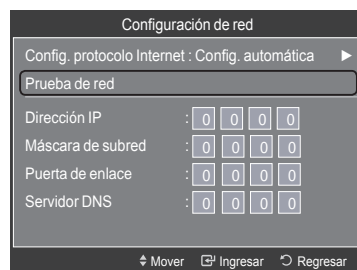 Configuración de red
Config. protocolo Internet : Config. automática ►
Prueba de red
Dirección IP : 0 0 0 0
Máscara de subred : 0 0 0 0
Puerta de enlace : 0 0 0 0
Servidor DNS : 0 0 0 0
Mover Ingresar Regresar